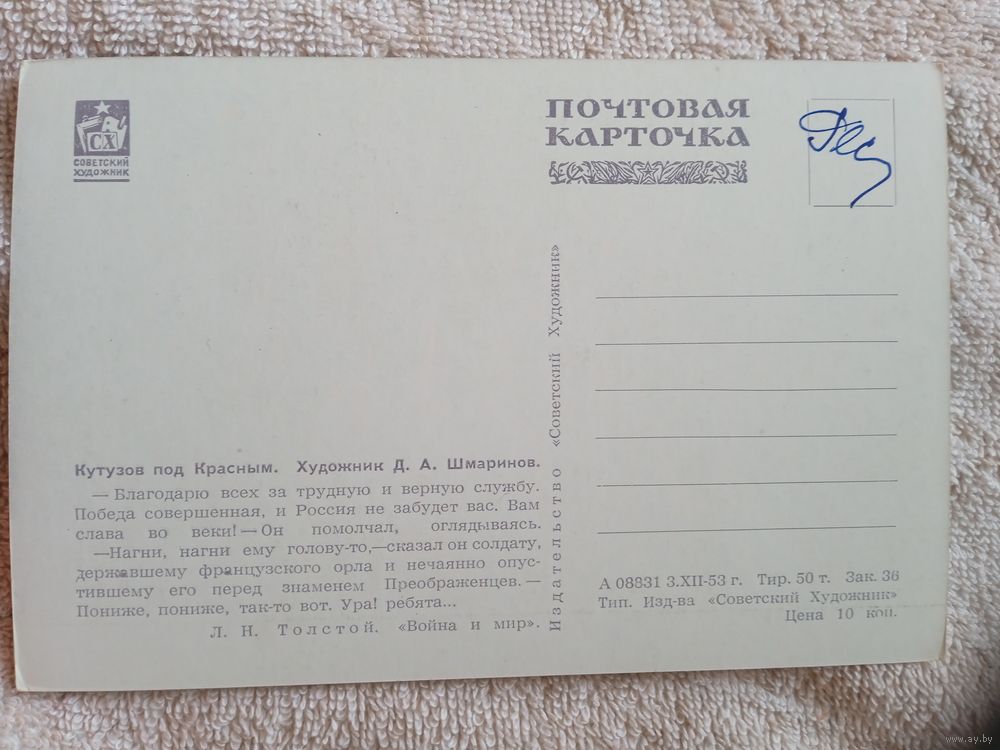 СХ
СОВЕТСКИЙ
ХУДОЖНИК
ПОЧТОВАЯ
КАРТОЧКА
Кутузов под Красным. Художник Д. А. Шмаринов.
— Благодарю всех за трудную и верную службу.
Победа совершенная, и Россия не забудет вас. Вам
слава во веки! — Он помолчал, оглядываясь.
—Нагни, нагни ему голову-то,—сказал он солдату,
державшему французского орла и нечаянно опус-
тившему его перед знаменем Преображенцев. —
Пониже, пониже, так-то вот. Ура! ребята...
Л. Н. Толстой. «Война и мир».
Издательство «Советский Художник»
А 08831 3.XII-53 г. Тир. 50 т. Зак. 36
Тип. Изд-ва «Советский Художник»
Цена 10 коп.
www.ay.by